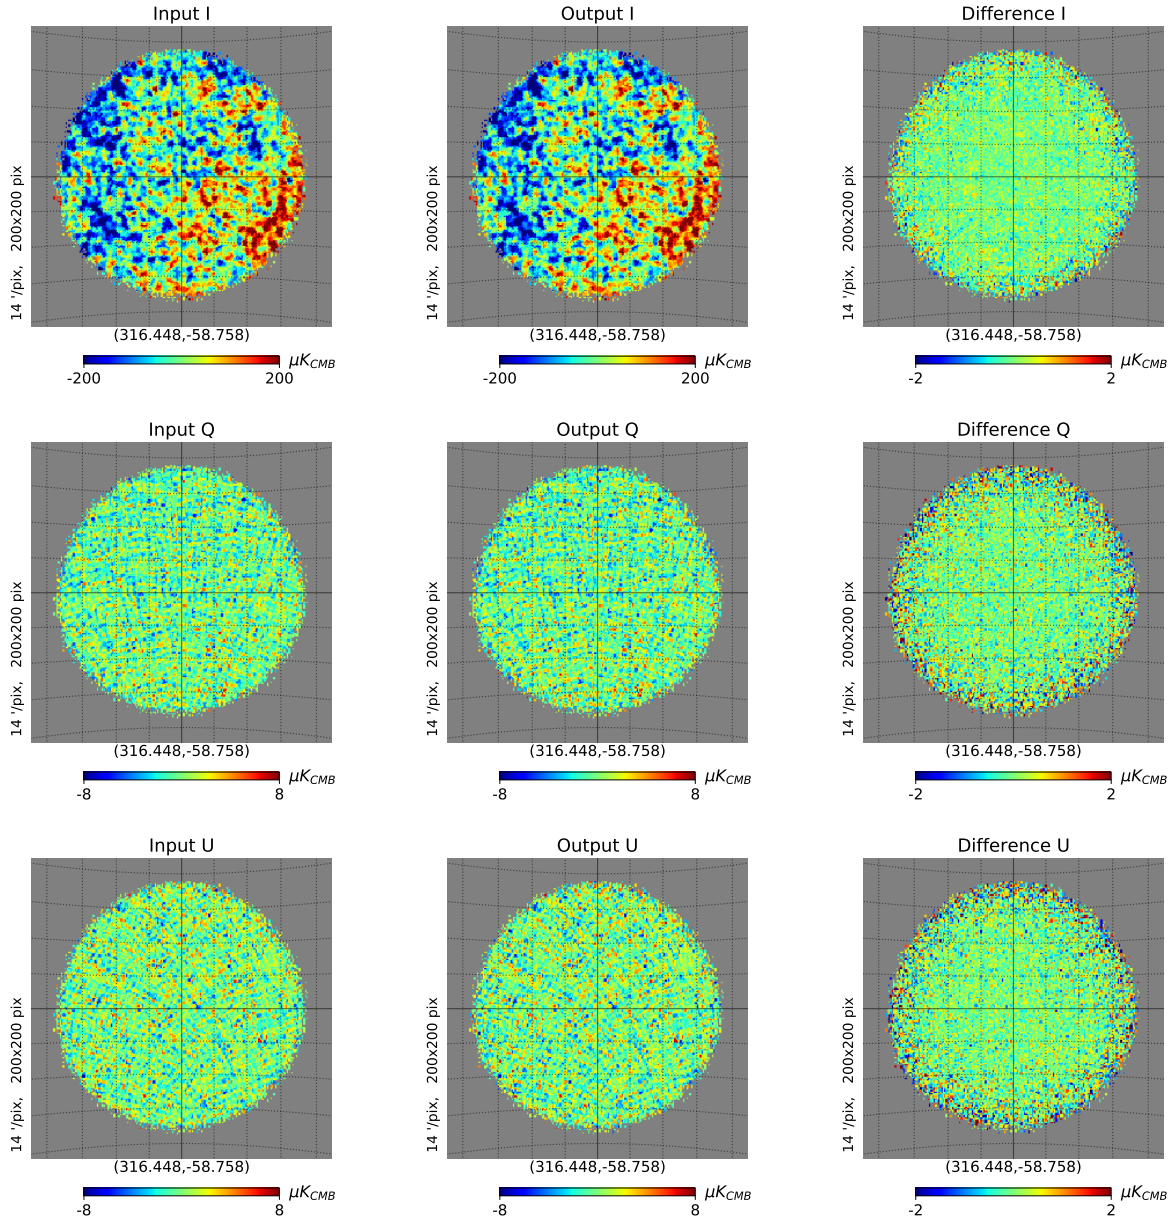 Input I
Output I
Difference I
14 '/pix, 200x200 pix
14 '/pix, 200x200 pix
14 '/pix, 200x200 pix
(316.448,-58.758)
(316.448,-58.758)
(316.448,-58.758)
-200 200 μK_CMB
-200 200 μK_CMB
-2 2 μK_CMB
Input Q
Output Q
Difference Q
14 '/pix, 200x200 pix
14 '/pix, 200x200 pix
14 '/pix, 200x200 pix
(316.448,-58.758)
(316.448,-58.758)
(316.448,-58.758)
-8 8 μK_CMB
-8 8 μK_CMB
-2 2 μK_CMB
Input U
Output U
Difference U
14 '/pix, 200x200 pix
14 '/pix, 200x200 pix
14 '/pix, 200x200 pix
(316.448,-58.758)
(316.448,-58.758)
(316.448,-58.758)
-8 8 μK_CMB
-8 8 μK_CMB
-2 2 μK_CMB